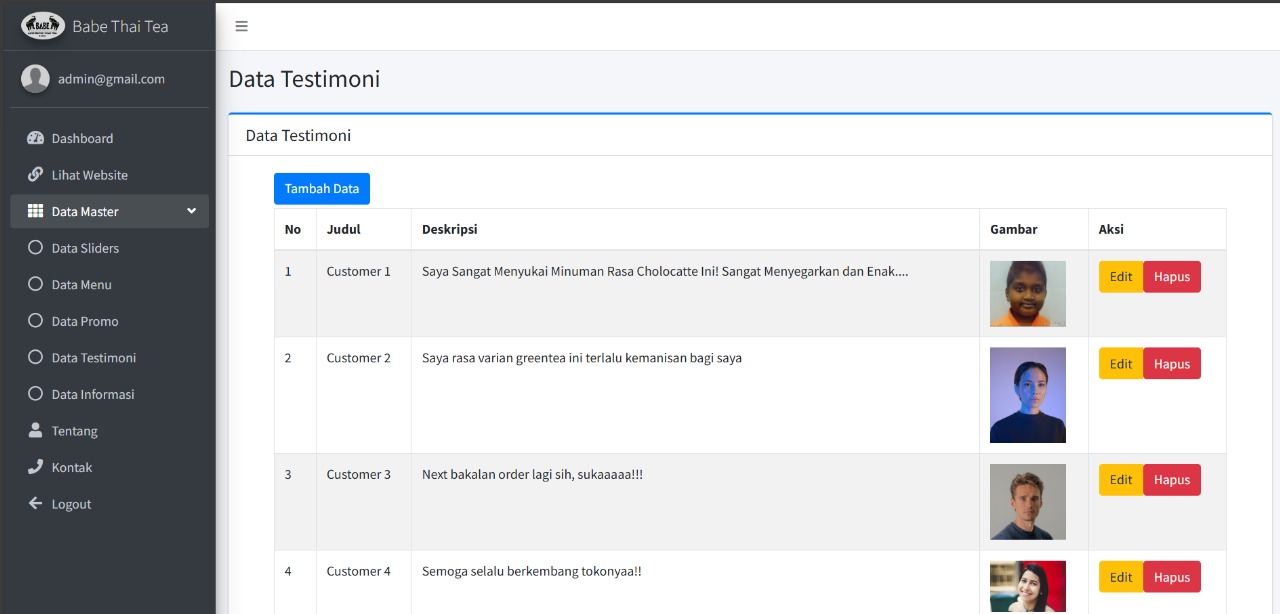 BABE
Babe Thai Tea
admin@gmail.com
Dashboard
Lihat Website
Data Master
Data Sliders
Data Menu
Data Promo
Data Testimoni
Data Informasi
Tentang
Kontak
Logout
Data Testimoni
Data Testimoni
Tambah Data
No Judul Deskripsi Gambar Aksi
1 Customer 1 Saya Sangat Menyukai Minuman Rasa Cholocatte Ini! Sangat Menyegarkan dan Enak.... Edit Hapus
2 Customer 2 Saya rasa varian greentea ini terlalu kemanisan bagi saya Edit Hapus
3 Customer 3 Next bakalan order lagi sih, sukaaaaa!!! Edit Hapus
4 Customer 4 Semoga selalu berkembang tokonyaa!! Edit Hapus